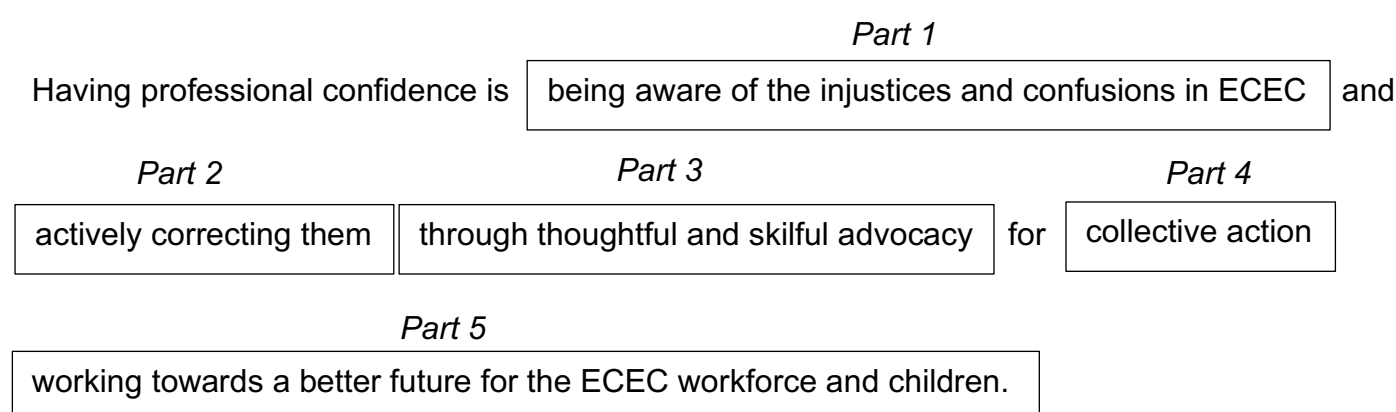 Part 1
Having professional confidence is being aware of the injustices and confusions in ECEC and
Part 2 Part 3 Part 4
actively correcting them through thoughtful and skilful advocacy for collective action
Part 5
working towards a better future for the ECEC workforce and children.